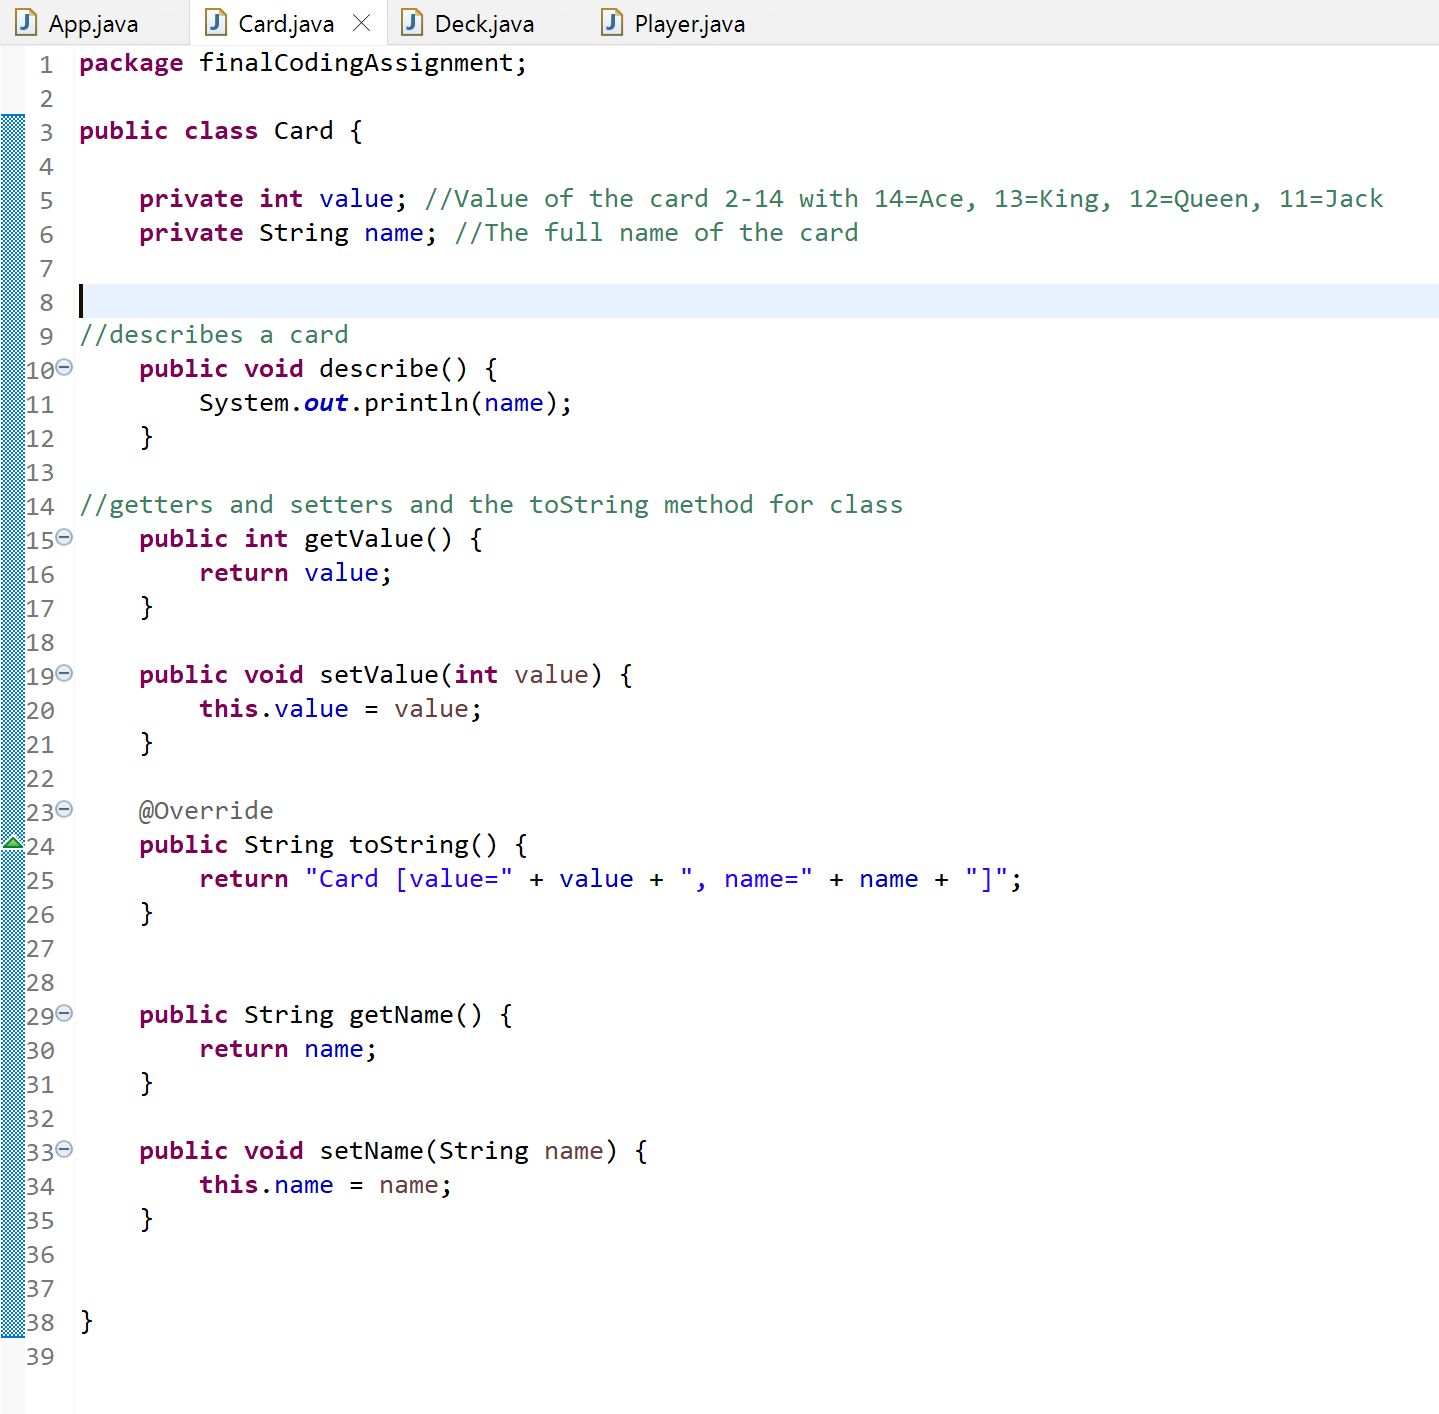 App.java Card.java Deck.java Player.java
1 package finalCodingAssignment;
2
3 public class Card {
4
5     private int value; //Value of the card 2-14 with 14=Ace, 13=King, 12=Queen, 11=Jack
6     private String name; //The full name of the card
7
8
9 //describes a card
10     public void describe() {
11         System.out.println(name);
12     }
13
14 //getters and setters and the toString method for class
15     public int getValue() {
16         return value;
17     }
18
19     public void setValue(int value) {
20         this.value = value;
21     }
22
23     @Override
24     public String toString() {
25         return "Card [value=" + value + ", name=" + name + "]";
26     }
27
28
29     public String getName() {
30         return name;
31     }
32
33     public void setName(String name) {
34         this.name = name;
35     }
36
37
38 }
39